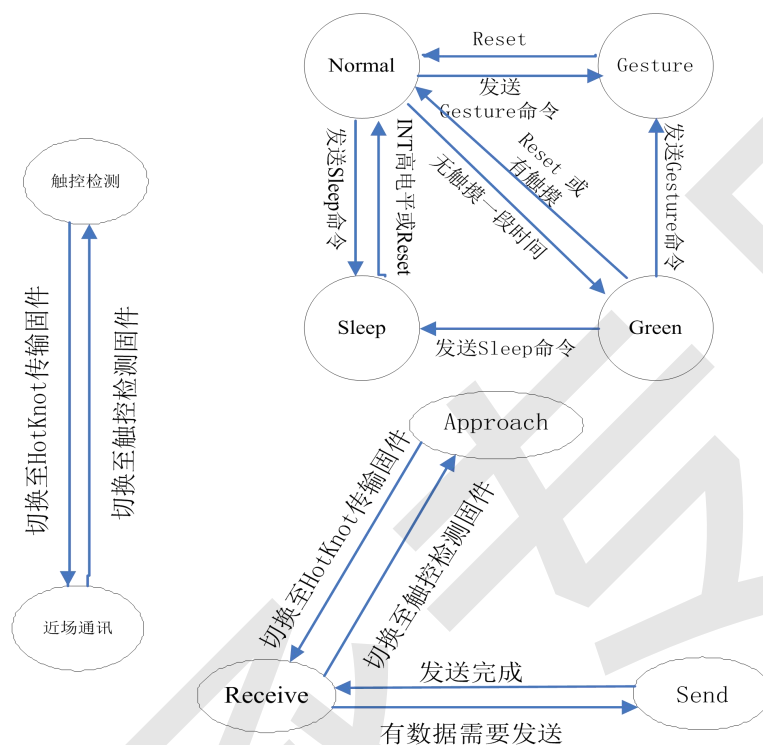 Reset
Normal
Gesture
发送
Gesture命令
发送Sleep命令
INT高电平或Reset
Reset 或
有触摸
无触摸一段时间
发送Gesture命令
触控检测
Sleep
Green
发送Sleep命令
切换至HotKnot传输固件
切换至触控检测固件
Approach
切换至HotKnot传输固件
切换至触控检测固件
近场通讯
Receive
发送完成
Send
有数据需要发送